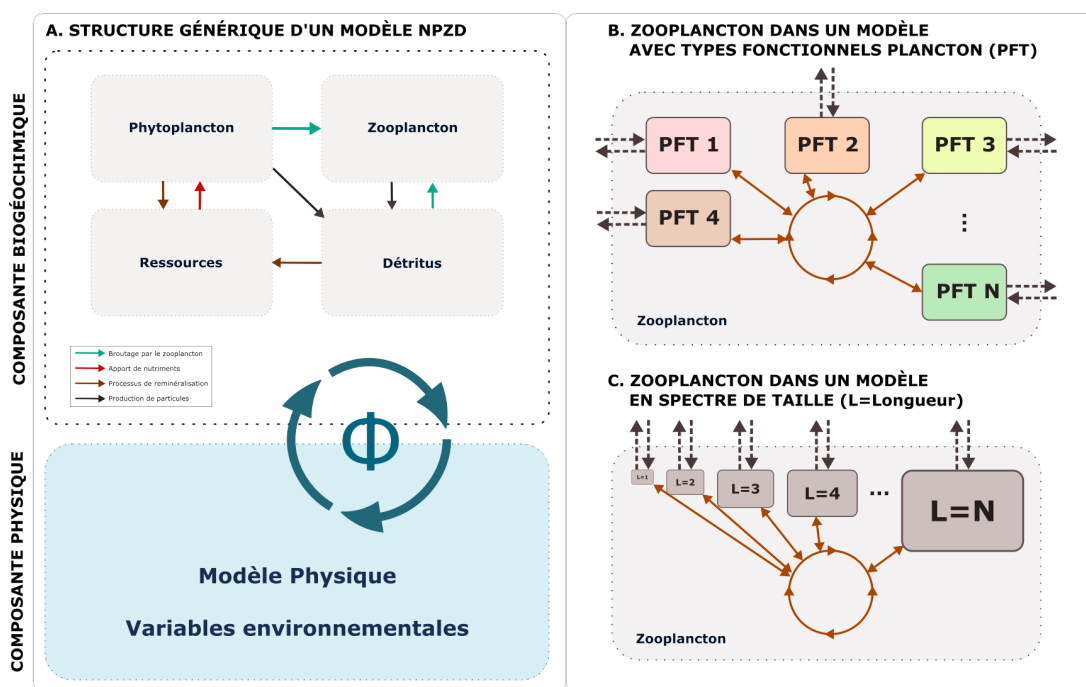 A. STRUCTURE GÉNÉRIQUE D'UN MODÈLE NPZD
COMPOSANTE BIOGÉOCHIMIQUE
Phytoplancton
Zooplancton
Ressources
Détritus
Broutage par le zooplancton
Apport de nutriments
Processus de reminéralisation
Production de particules
Φ
COMPOSANTE PHYSIQUE
Modèle Physique
Variables environnementales
B. ZOOPLANCTON DANS UN MODÈLE
AVEC TYPES FONCTIONNELS PLANCTON (PFT)
PFT 1
PFT 2
PFT 3
PFT 4
...
PFT N
Zooplancton
C. ZOOPLANCTON DANS UN MODÈLE
EN SPECTRE DE TAILLE (L=Longueur)
L=1
L=2
L=3
L=4
...
L=N
Zooplancton